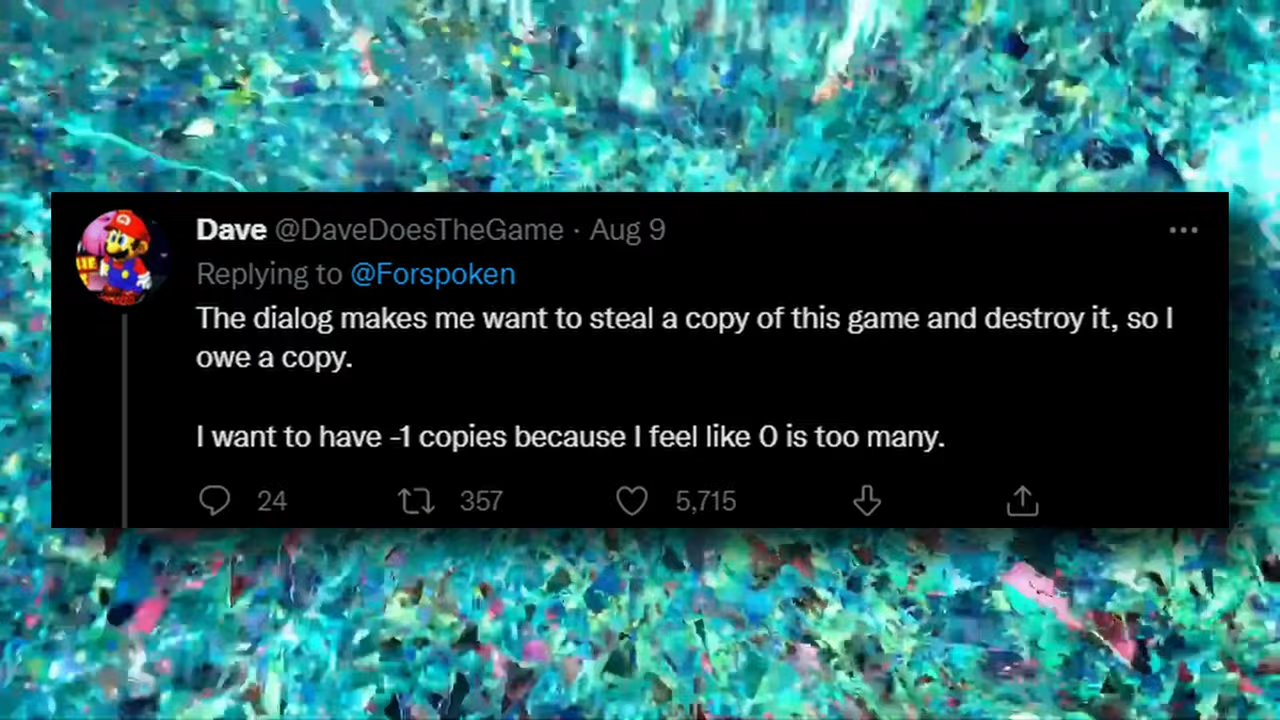 Dave @DaveDoesTheGame · Aug 9
Replying to @Forspoken
The dialog makes me want to steal a copy of this game and destroy it, so I
owe a copy.
I want to have -1 copies because I feel like 0 is too many.
24 357 5,715